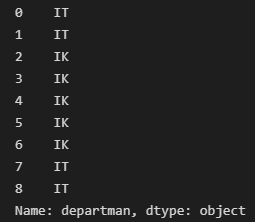 0    IT
1    IT
2    IK
3    IK
4    IK
5    IK
6    IK
7    IT
8    IT
Name: departman, dtype: object